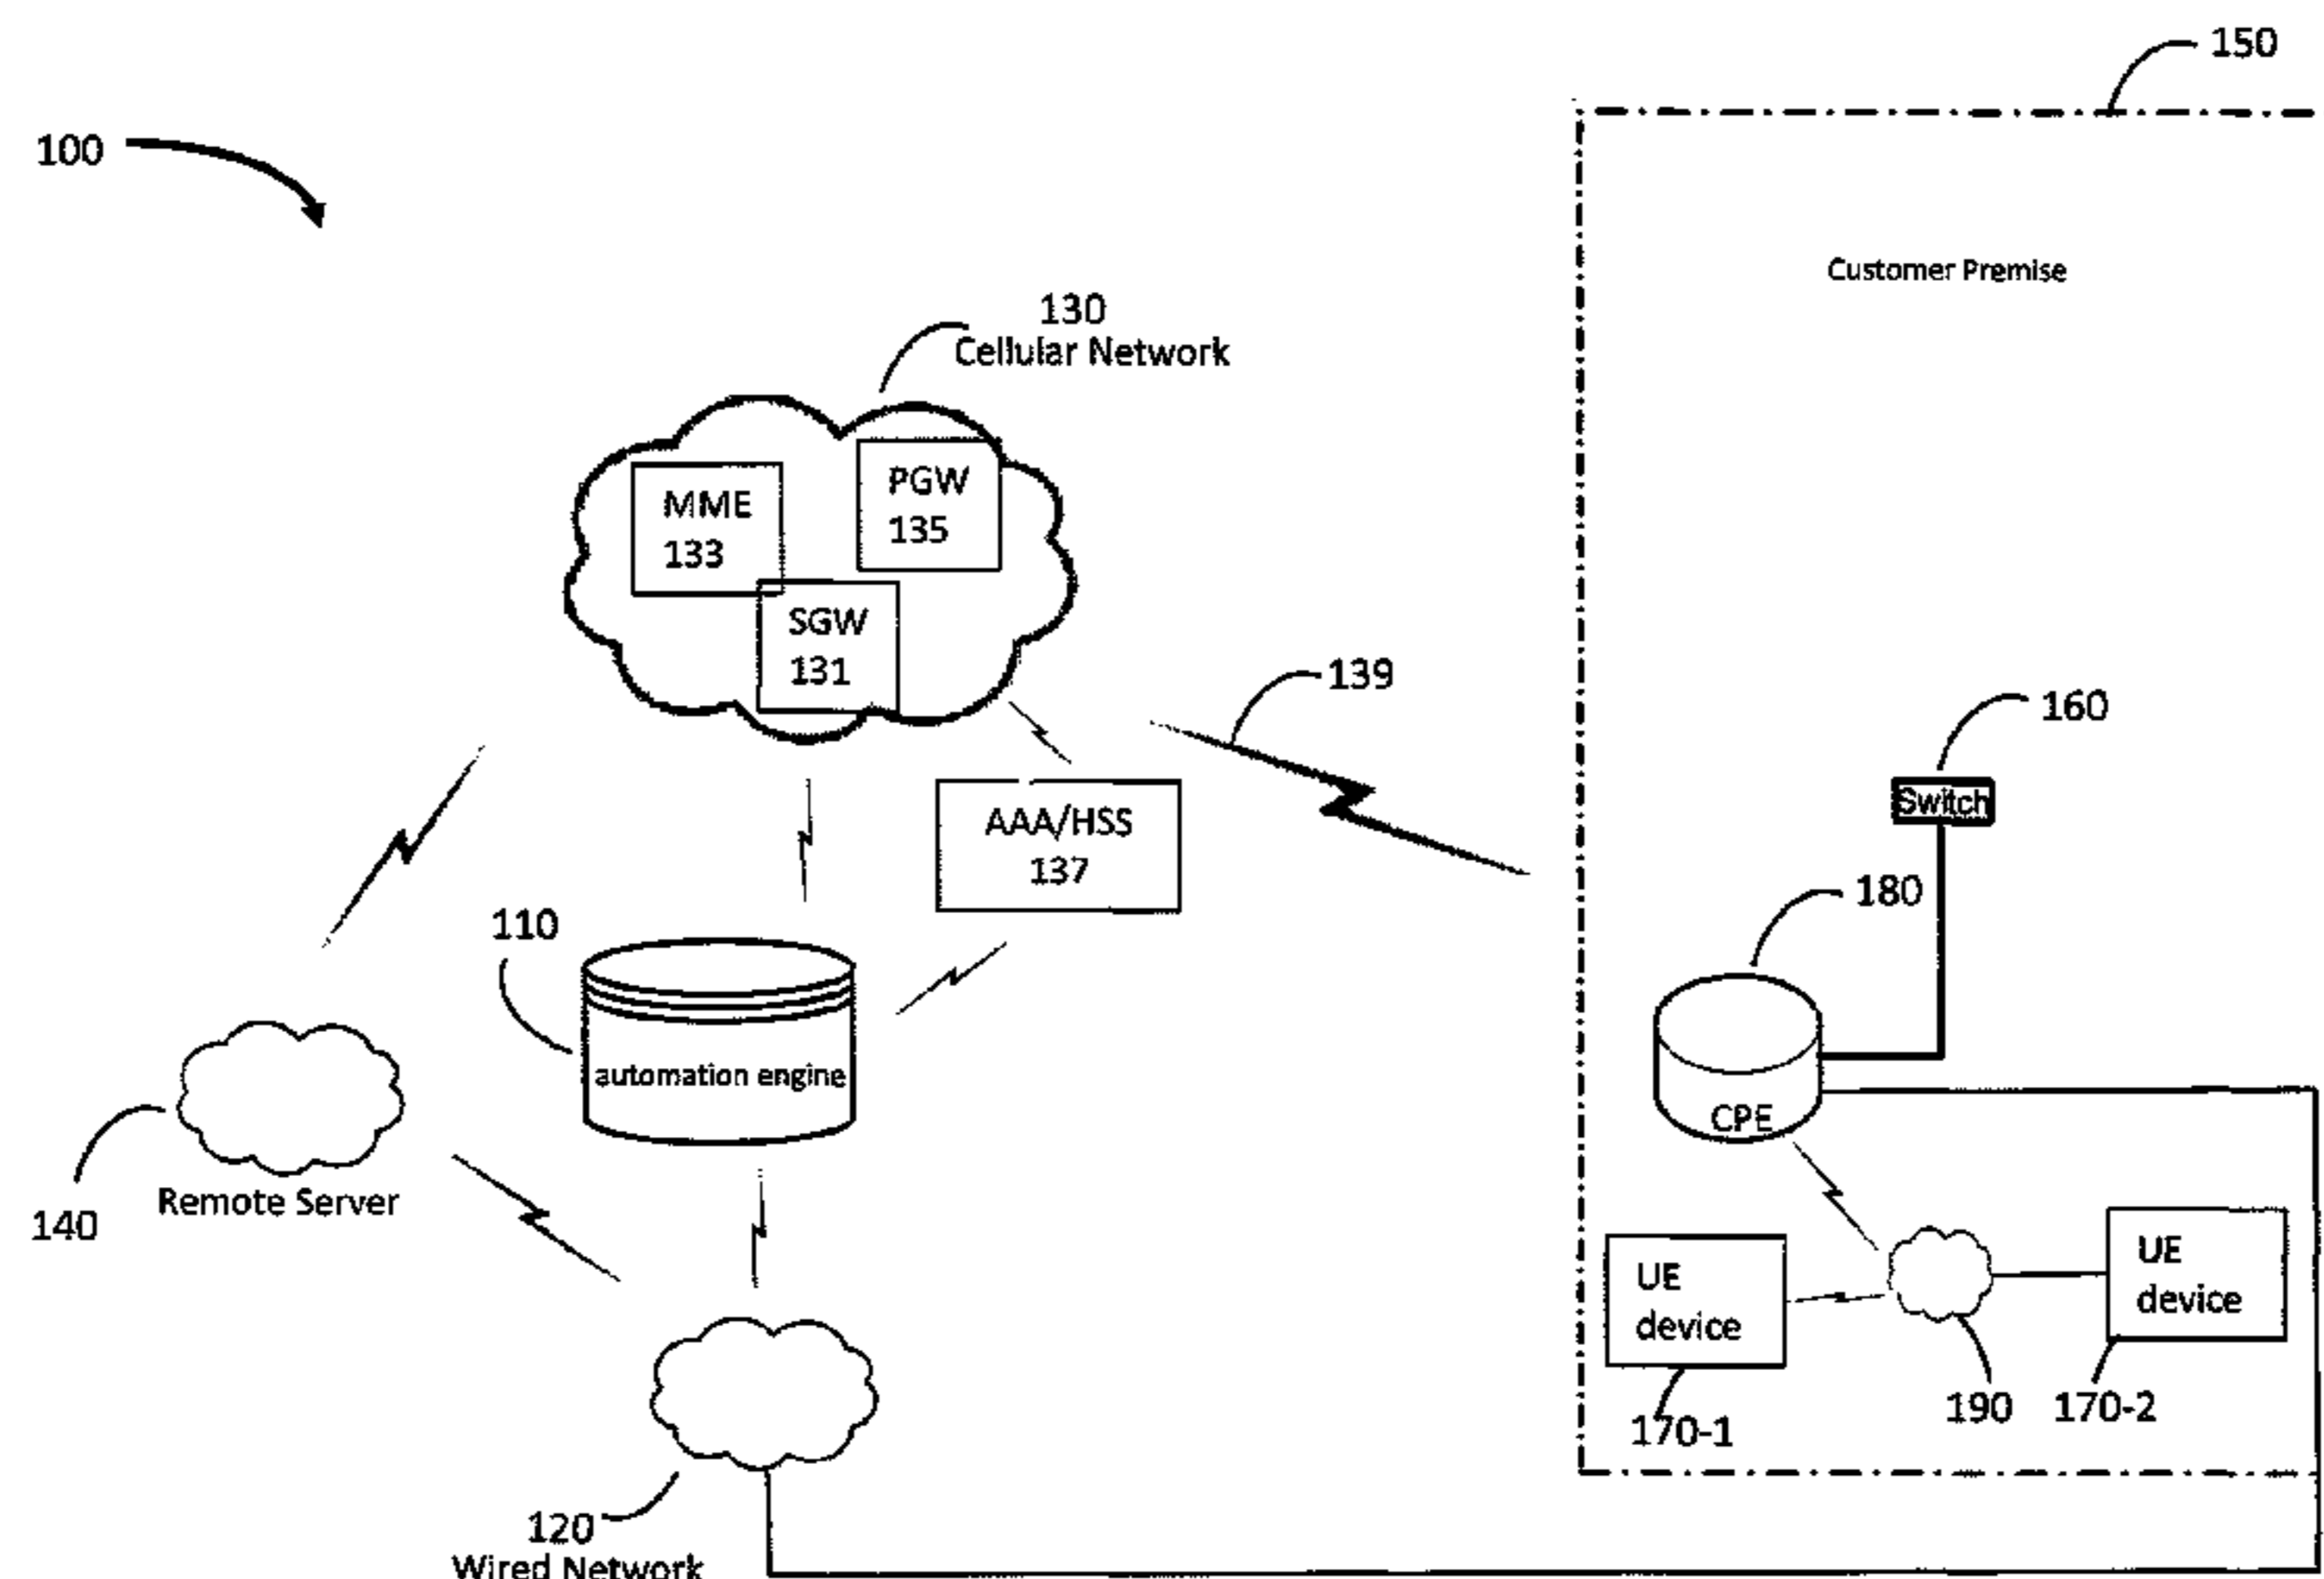 150
100
Customer Premise
130
Cellular Network
PGW
135
MME
133
SGW
131
139
160
Switch
AAA/HSS
137
180
110
automation engine
CPE
Remote Server
140
UE
device
UE
device
190
170-2
170-1
120
Wired Network